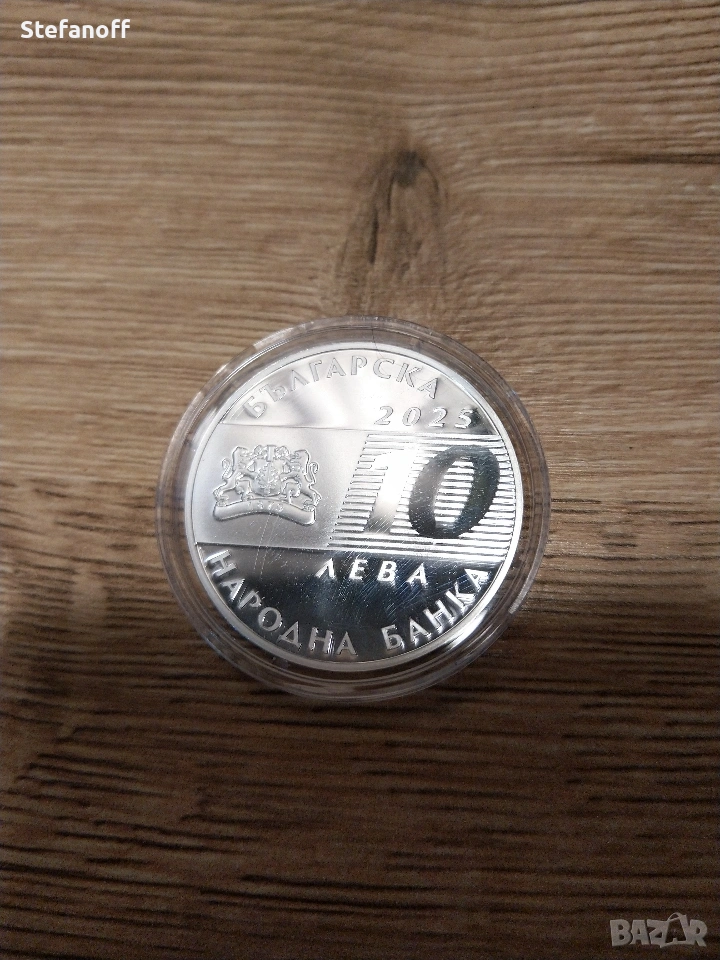 Stefanoff
БЪЛГАРСКА
2025
10
ЛЕВА
НАРОДНА БАНКА
BAZAR